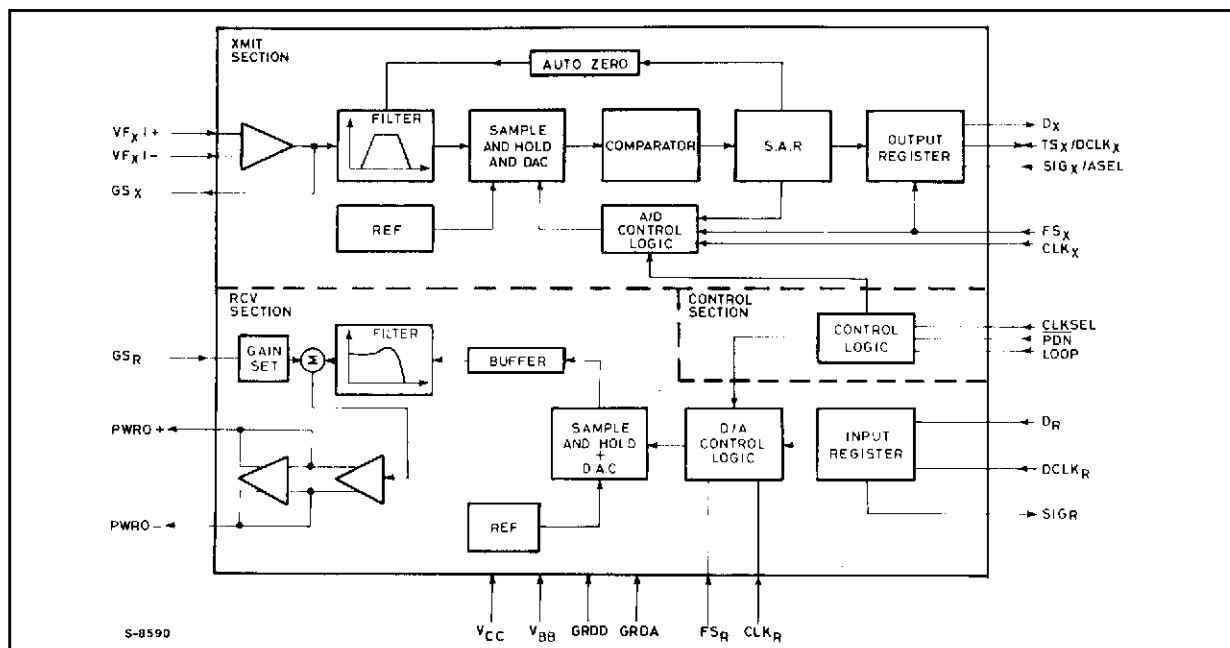 XMIT
SECTION
AUTO ZERO
VFX I+
VFX I-
GSX
FILTER
SAMPLE
AND HOLD
AND DAC
COMPARATOR
S.A.R
OUTPUT
REGISTER
DX
TSX/DCLKX
SIGX/ASEL
REF
A/D
CONTROL
LOGIC
FSX
CLKX
RCV
SECTION
CONTROL
SECTION
CONTROL
LOGIC
CLKSEL
PDN
LOOP
GSR
GAIN
SET
Σ
FILTER
BUFFER
PWRO+
PWRO-
SAMPLE
AND HOLD
+
D.A.C
D/A
CONTROL
LOGIC
INPUT
REGISTER
DR
DCLKR
SIGR
REF
VCC
VBB
GRDD
GRDA
FSR
CLKR
S-8590